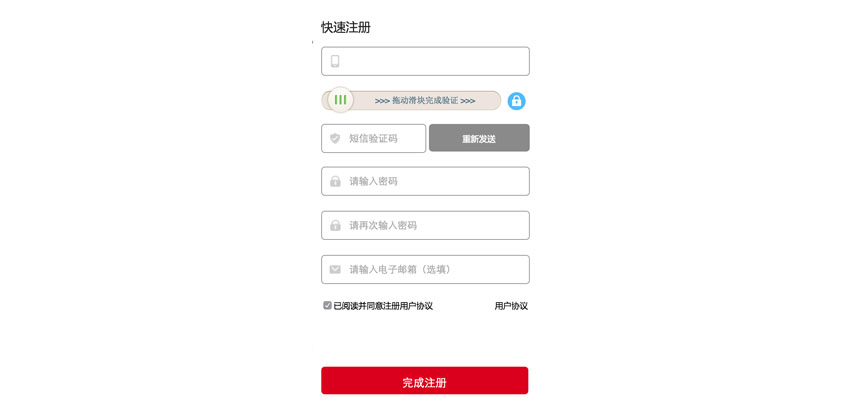 快速注册
>>> 拖动滑块完成验证 >>>
短信验证码
重新发送
请输入密码
请再次输入密码
请输入电子邮箱（选填）
已阅读并同意注册用户协议 用户协议
完成注册